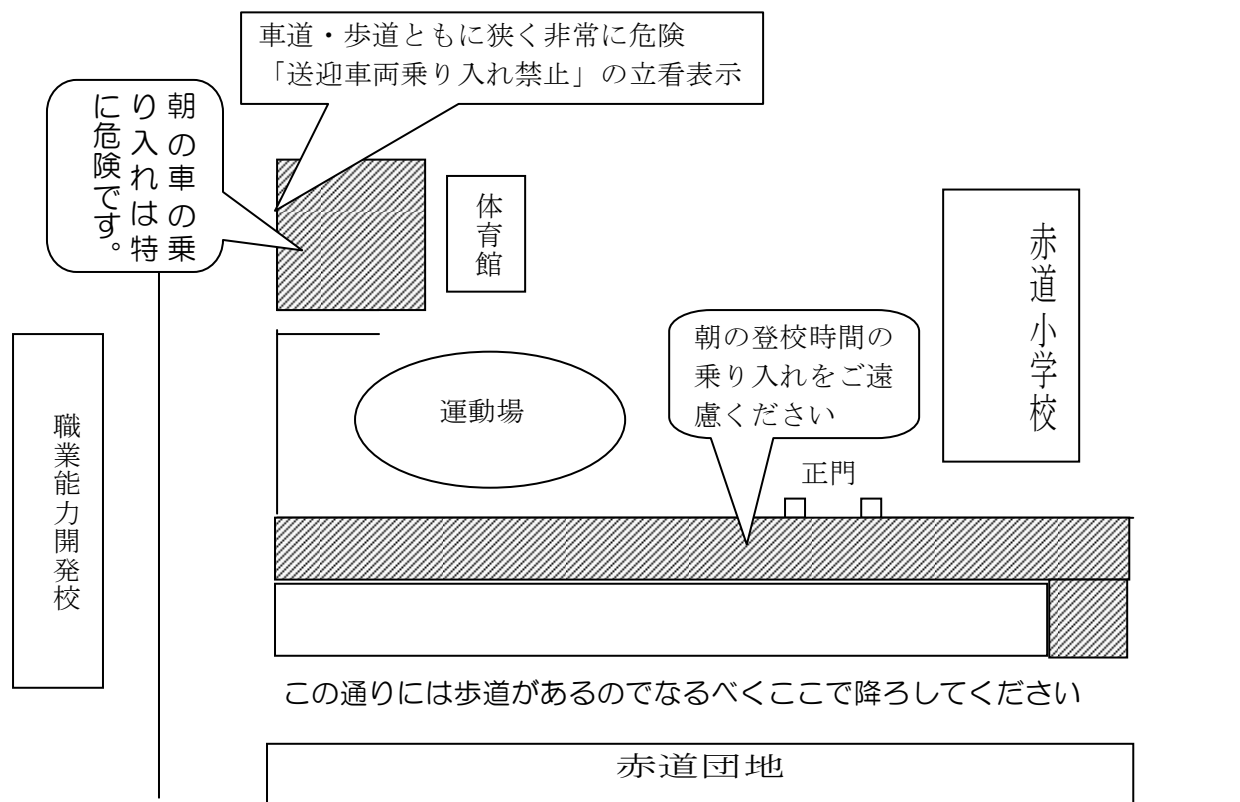 車道・歩道ともに狭く非常に危険
「送迎車両乗り入れ禁止」の立看表示
朝の車の乗
り入れは特
に危険です。
体育館
赤道小学校
朝の登校時間の
乗り入れをご遠
慮ください
運動場
職業能力開発校
正門
この通りには歩道があるのでなるべくここで降ろしてください
赤道団地